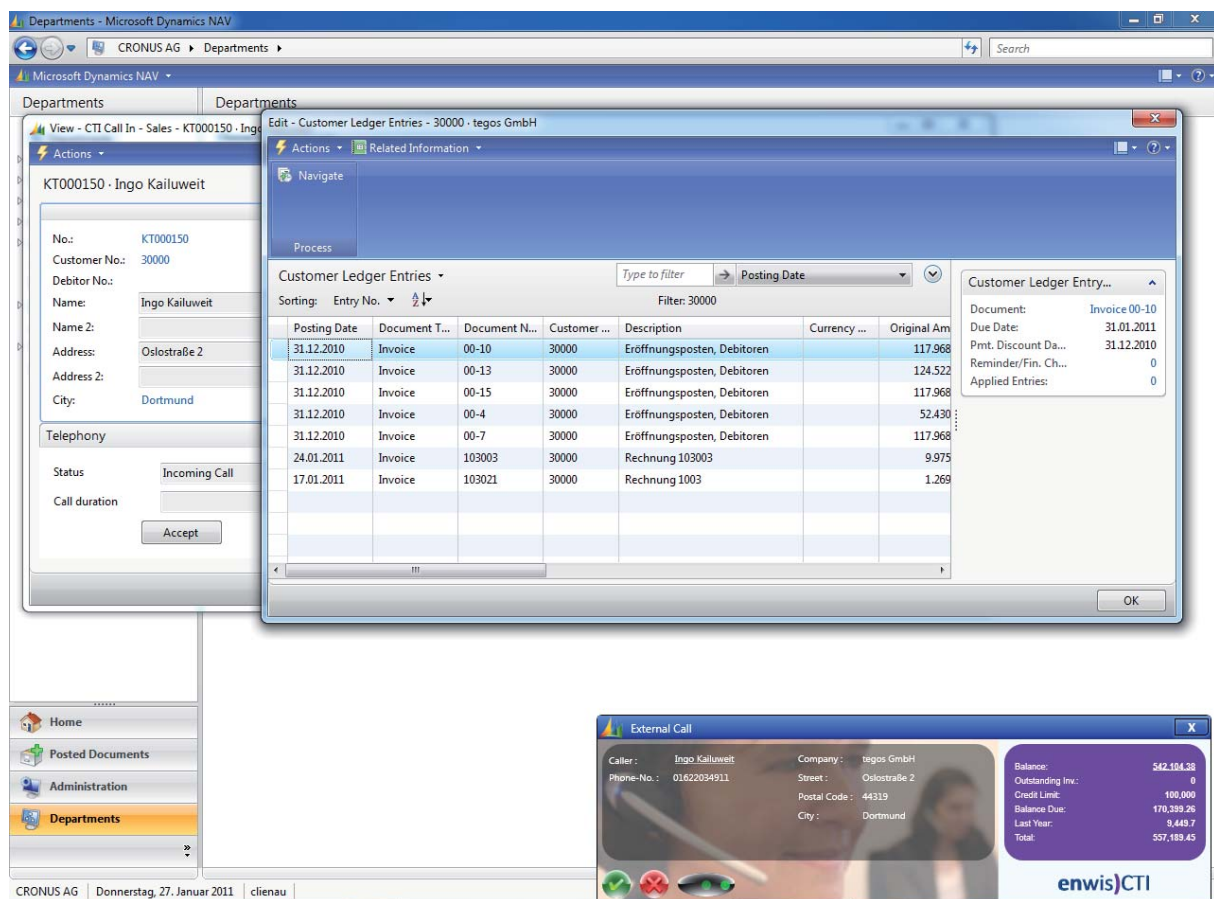 Departments - Microsoft Dynamics NAV
CRONUS AG Departments
Search
Microsoft Dynamics NAV
Departments
Departments
View - CTI Call In - Sales - KT000150 · Ingo
Actions
KT000150 · Ingo Kailuweit
No.: KT000150
Customer No.: 30000
Debitor No.:
Name: Ingo Kailuweit
Name 2:
Address: Oslostraße 2
Address 2:
City: Dortmund
Telephony
Status Incoming Call
Call duration
Accept
Edit - Customer Ledger Entries - 30000 · tegos GmbH
Actions Related Information
Navigate
Process
Customer Ledger Entries Type to filter Posting Date
Sorting: Entry No. Filter: 30000
Posting Date Document T... Document N... Customer ... Description Currency ... Original Am
31.12.2010 Invoice 00-10 30000 Eröffnungsposten, Debitoren 117.968
31.12.2010 Invoice 00-13 30000 Eröffnungsposten, Debitoren 124.522
31.12.2010 Invoice 00-15 30000 Eröffnungsposten, Debitoren 117.968
31.12.2010 Invoice 00-4 30000 Eröffnungsposten, Debitoren 52.430
31.12.2010 Invoice 00-7 30000 Eröffnungsposten, Debitoren 117.968
24.01.2011 Invoice 103003 30000 Rechnung 103003 9.975
17.01.2011 Invoice 103021 30000 Rechnung 1003 1.269
Customer Ledger Entry...
Document: Invoice 00-10
Due Date: 31.01.2011
Pmt. Discount Da... 31.12.2010
Reminder/Fin. Ch... 0
Applied Entries: 0
OK
Home
Posted Documents
Administration
Departments
External Call
Caller : Ingo Kailuweit
Phone-No. : 01622034911
Company : tegos GmbH
Street : Oslostraße 2
Postal Code : 44319
City : Dortmund
Balance: 542,104.38
Outstanding Inv.: 0
Credit Limit: 100,000
Balance Due: 170,399.26
Last Year: 9,449.7
Total: 557,189.45
enwis)CTI
CRONUS AG Donnerstag, 27. Januar 2011 clienau